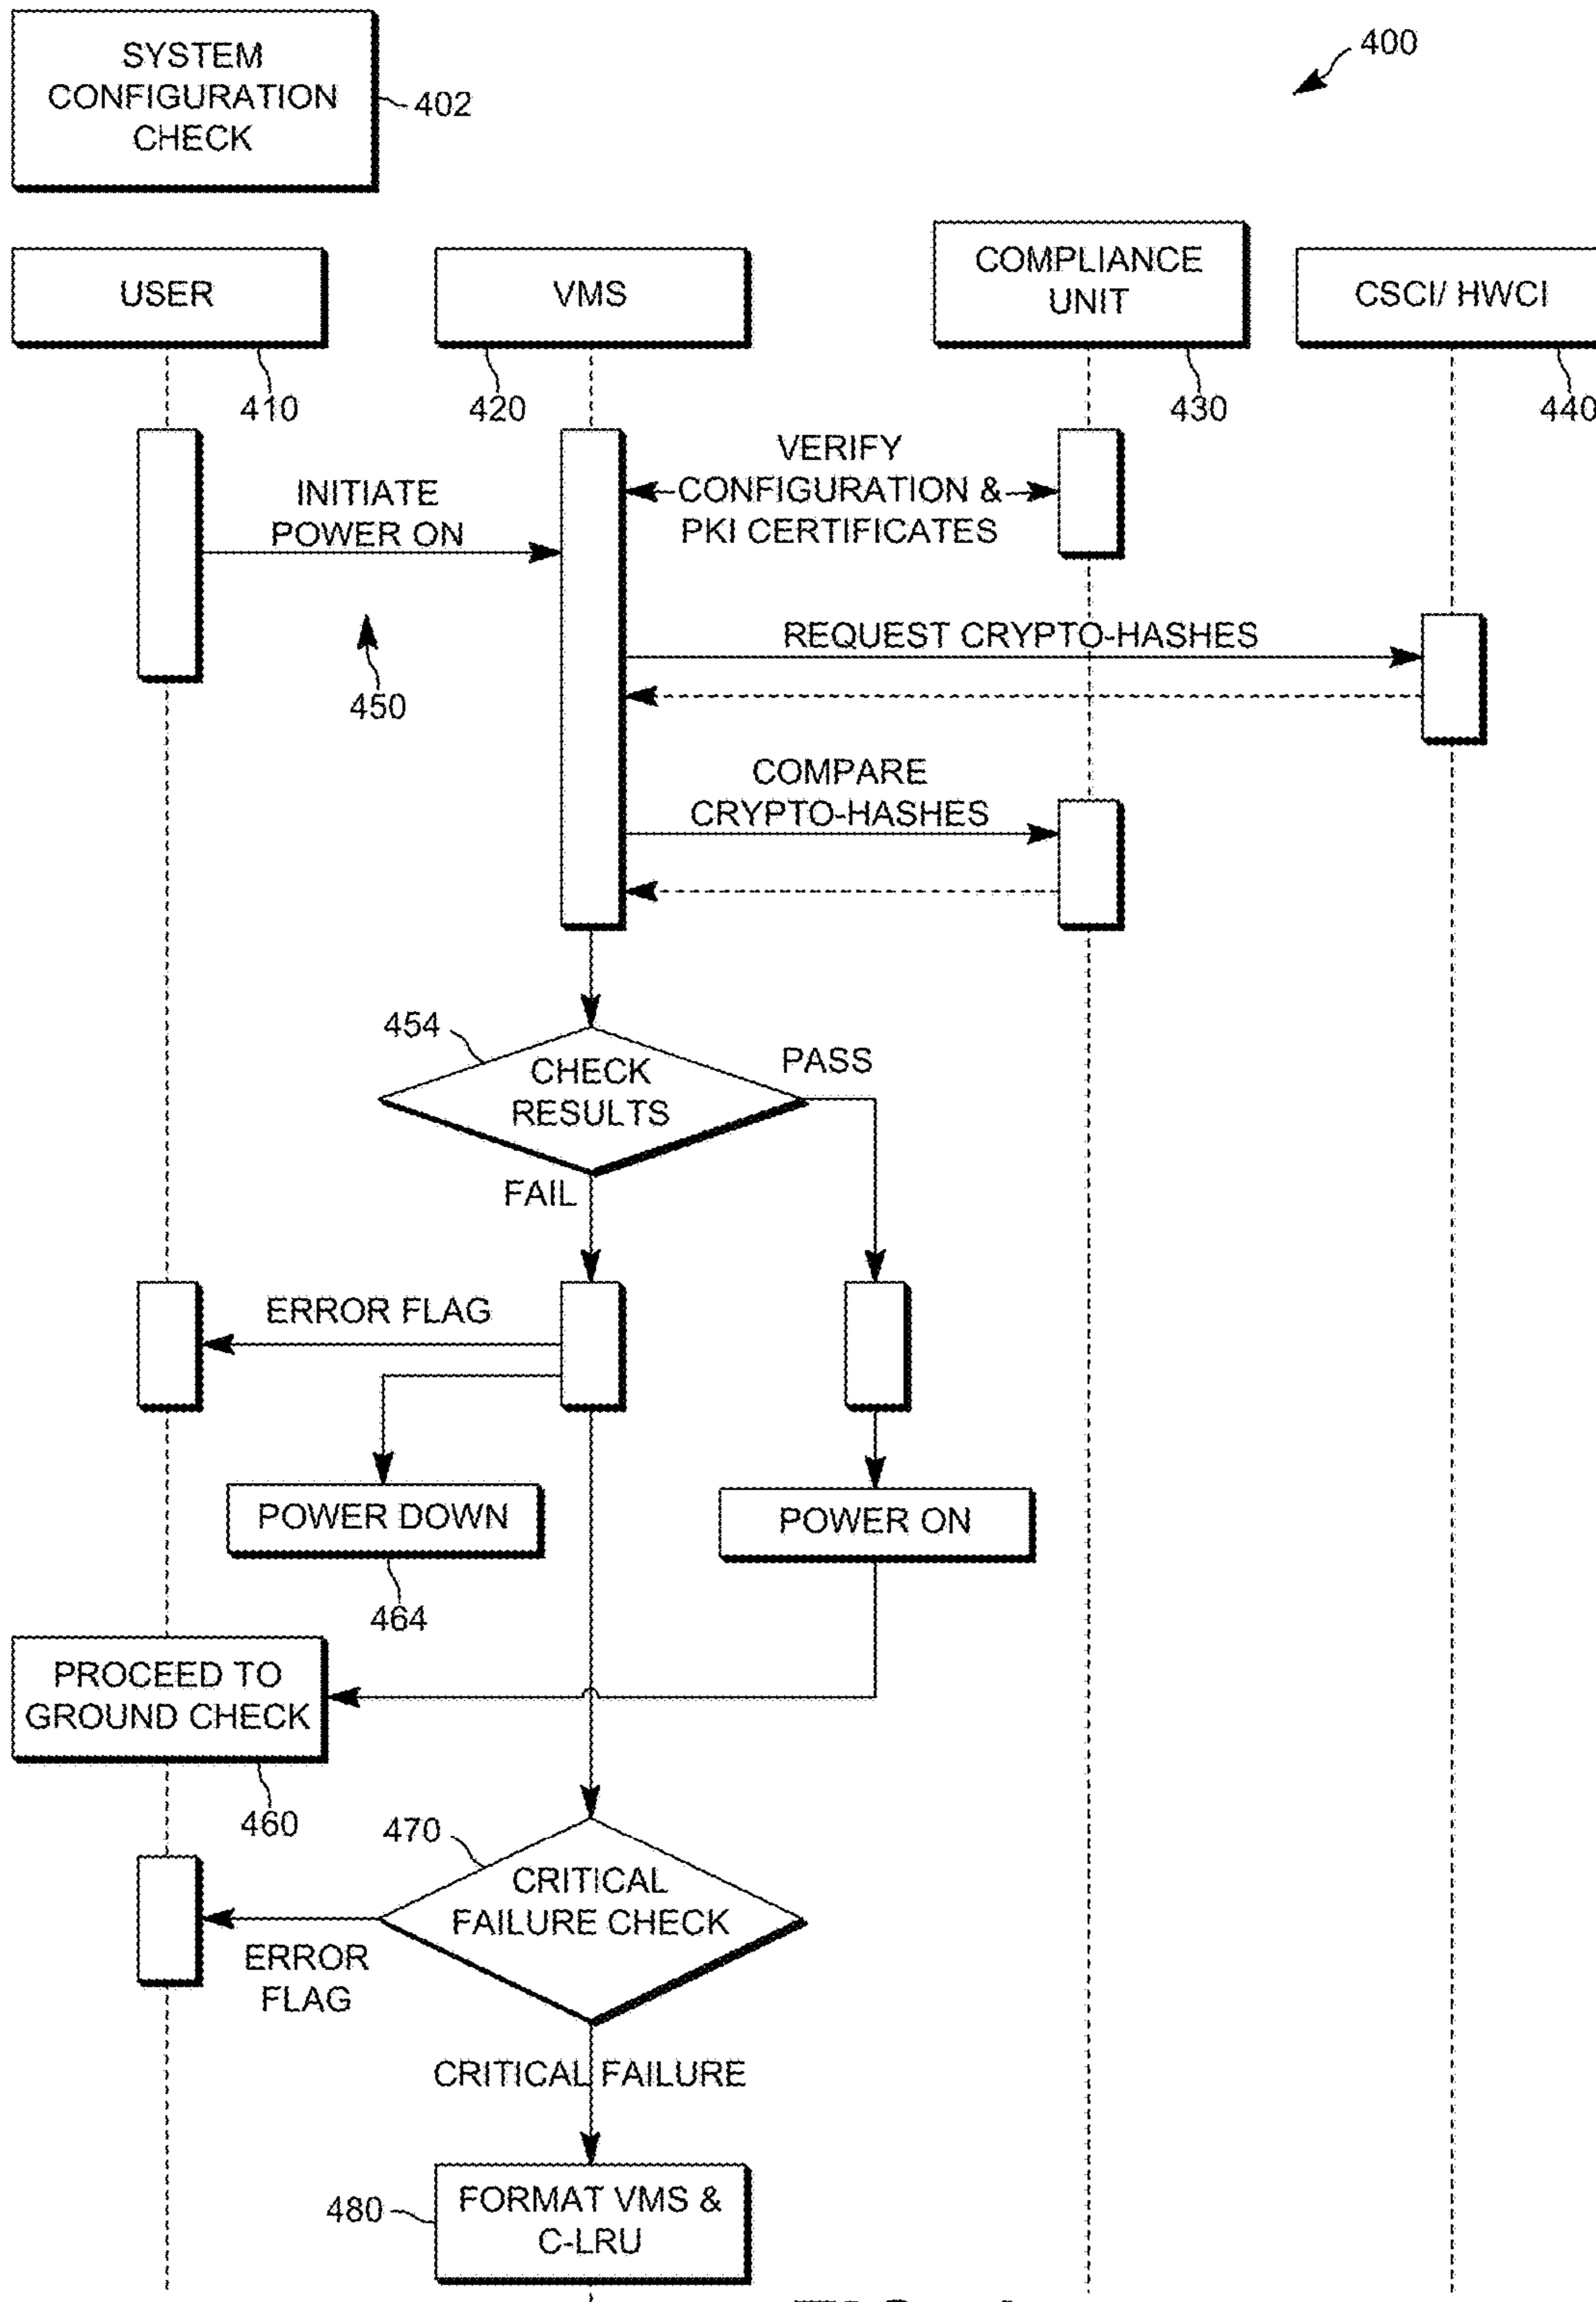 SYSTEM
CONFIGURATION
CHECK
402
400
USER
VMS
COMPLIANCE
UNIT
CSCI/ HWCI
410
420
430
440
VERIFY
CONFIGURATION &
PKI CERTIFICATES
INITIATE
POWER ON
450
REQUEST CRYPTO-HASHES
COMPARE
CRYPTO-HASHES
454
CHECK
RESULTS
PASS
FAIL
ERROR FLAG
POWER DOWN
POWER ON
464
PROCEED TO
GROUND CHECK
460
470
CRITICAL
FAILURE CHECK
ERROR
FLAG
CRITICAL FAILURE
480
FORMAT VMS &
C-LRU